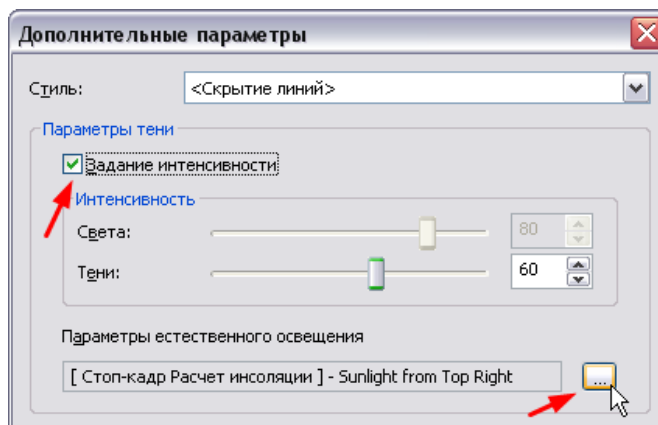 Дополнительные параметры
Стиль: <Скрытие линий>
Параметры тени
Задание интенсивности
Интенсивность
Света: 80
Тени: 60
Параметры естественного освещения
[ Стоп-кадр Расчет инсоляции ] - Sunlight from Top Right ...